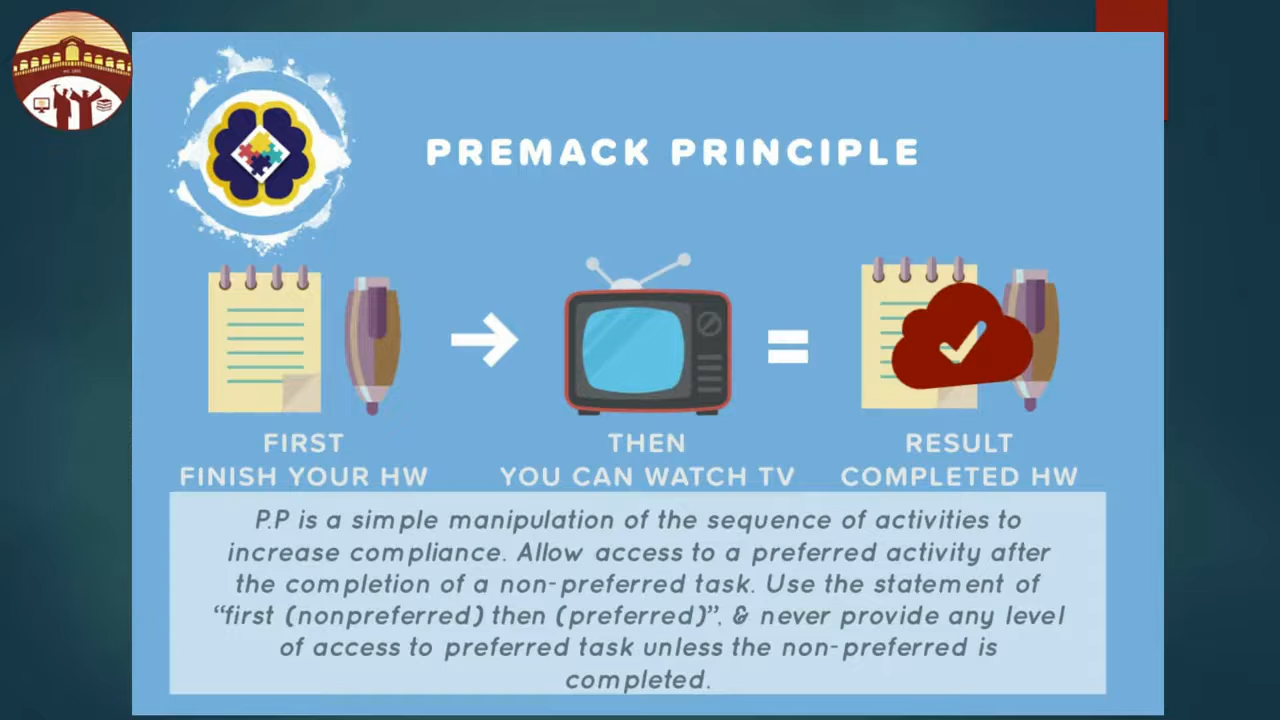 PREMACK PRINCIPLE
FIRST
FINISH YOUR HW
THEN
YOU CAN WATCH TV
RESULT
COMPLETED HW
P.P is a simple manipulation of the sequence of activities to
increase compliance. Allow access to a preferred activity after
the completion of a non-preferred task. Use the statement of
“first (nonpreferred) then (preferred)”, & never provide any level
of access to preferred task unless the non-preferred is
completed.